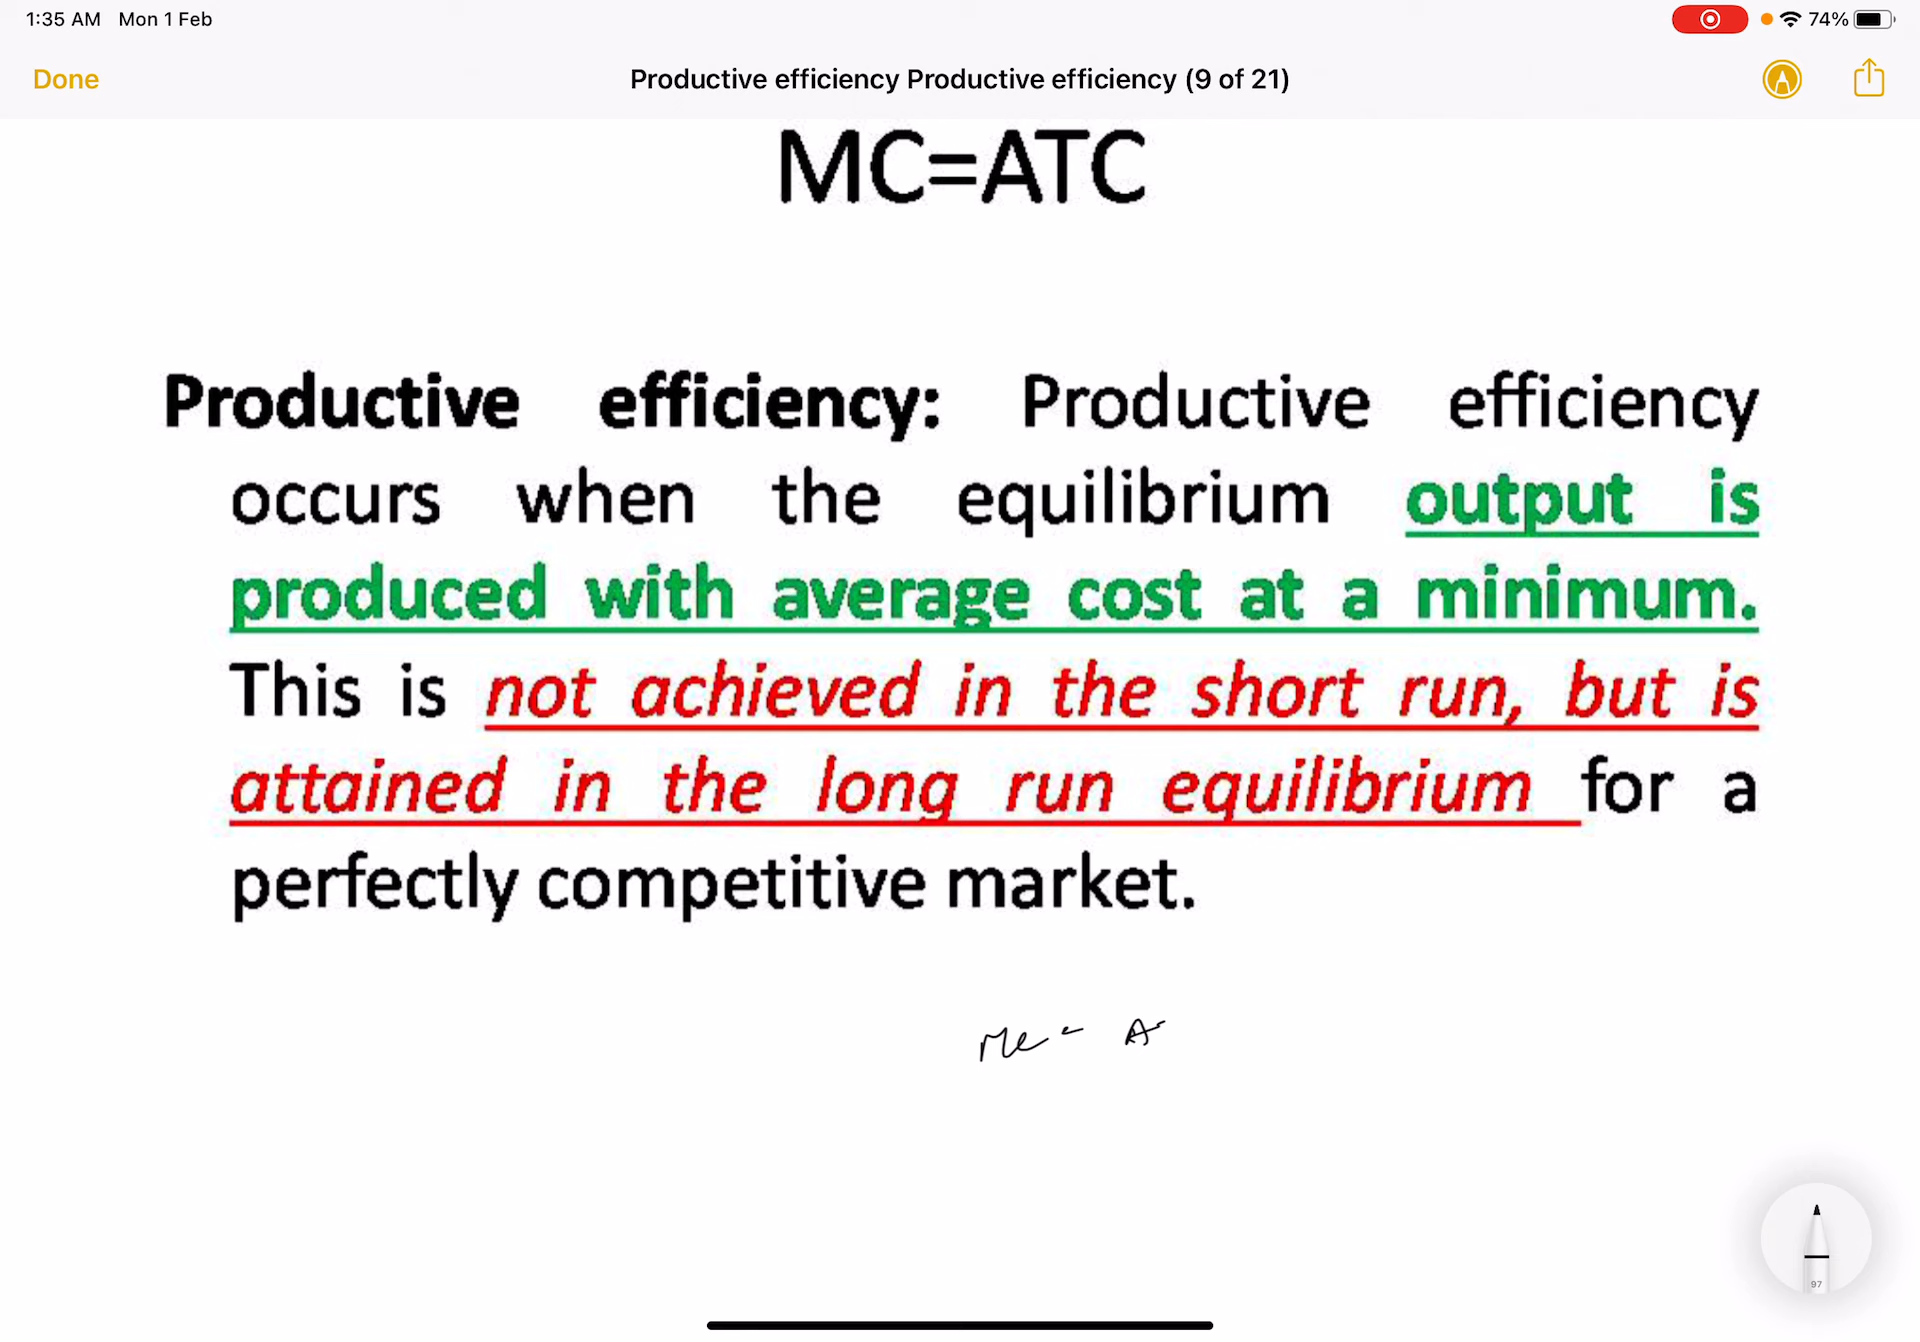 1:35 AM Mon 1 Feb
74%
Done
Productive efficiency Productive efficiency (9 of 21)
MC=ATC
Productive efficiency: Productive efficiency
occurs when the equilibrium output is
produced with average cost at a minimum.
This is not achieved in the short run, but is
attained in the long run equilibrium for a
perfectly competitive market.
97